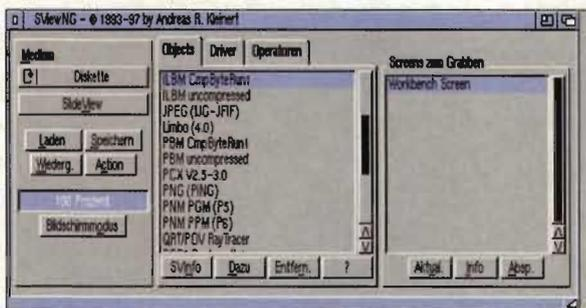 SViewNG - © 1993-97 by Andreas R. Kleinert
Medium
Diskette
SlideView
Laden
Speichern
Wiederg.
Action
100 Prozent
Bildschirmmodus
Objects
Driver
Operatoren
ILBM CmpByteRun1
ILBM uncompressed
JPEG (IJG-JFIF)
Limbo (4.0)
PBM CmpByteRun1
PBM uncompressed
PCX V2.5-3.0
PNG (PiNG)
PNM PGM (P5)
PNM PPM (P6)
QRT/POV RayTracer
SVInfo
Dazu
Entfern.
?
Screens zum Grabben
Workbench Screen
Aktual.
Info
Absp.